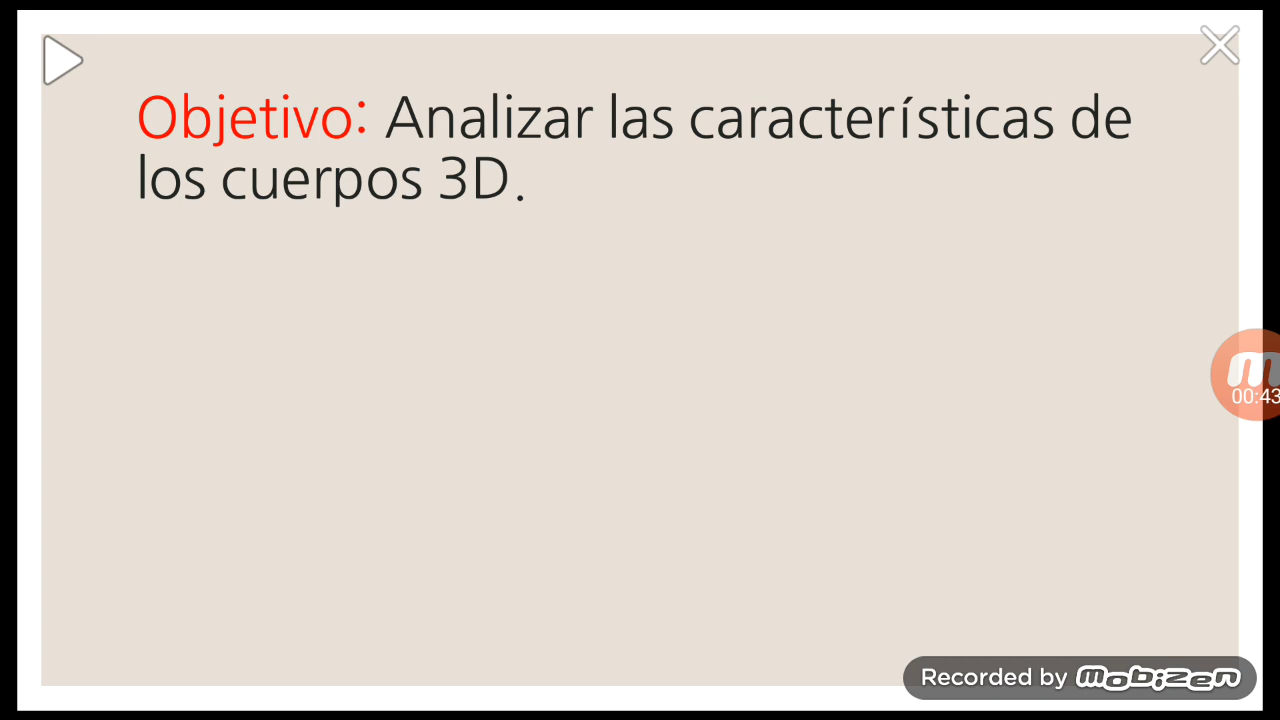 Objetivo: Analizar las características de
los cuerpos 3D.
00:43
Recorded by mobizen